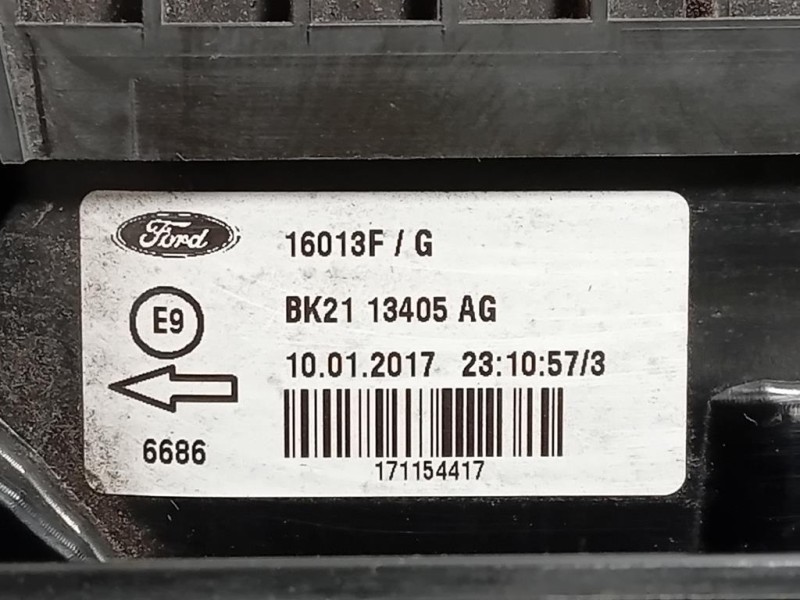 Ford
16013F / G
E9
BK21 13405 AG
10.01.2017 23:10:57/3
6686
171154417